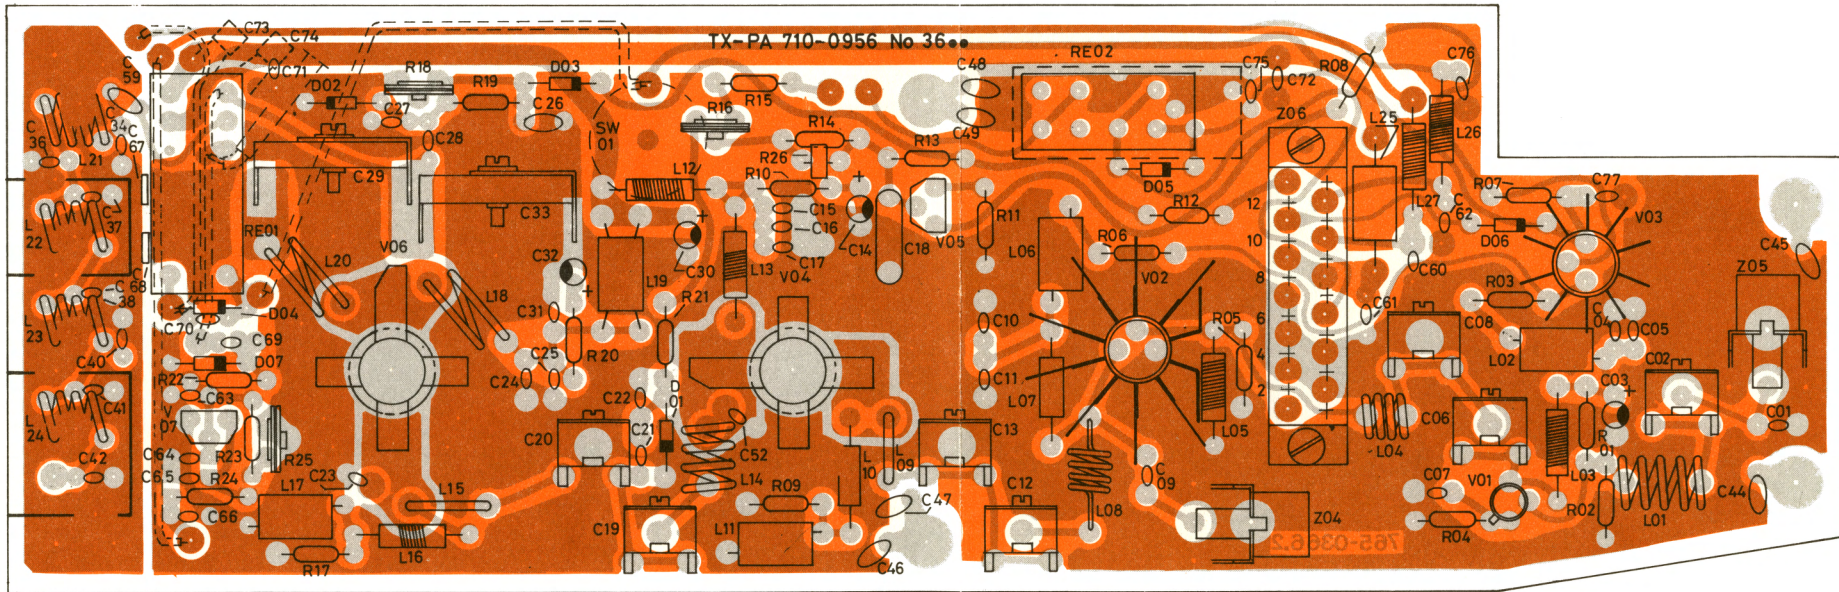 TX-PA 710-0956 No 36••
C73
C74
C59
C71
D02
R18
R19
D03
C26
C27
C28
SW 01
R16
R15
R14
R26
R10
R13
C48
C49
RE02
C75
C72
R08
C76
Z06
L25
L26
C36
C34
C67
L21
C29
C33
L12
C15
C16
C17
C14
C18
V05
R11
D05
R12
L27
C62
R07
C77
V03
D06
C37
L22
RE01
L20
V06
L18
C32
L19
C30
L13
V04
L06
R06
V02
12
10
8
6
4
2
C60
C61
C45
Z05
R03
C68
C38
L23
C70
D04
C69
C40
D07
R22
C63
C31
R20
R21
C25
C24
C22
D01
C10
C11
L07
R05
L05
C08
L02
C04
C05
C02
C03
C01
C41
L24
V07
C64
C65
R24
C66
C42
R23
R25
C23
L17
L15
L16
R17
C20
C21
C52
L14
C19
R09
L11
L10
L09
C13
C47
C46
C12
L08
C09
Z04
765-0366.2
L04
C06
C07
V01
R04
L03
R01
R02
L01
C44